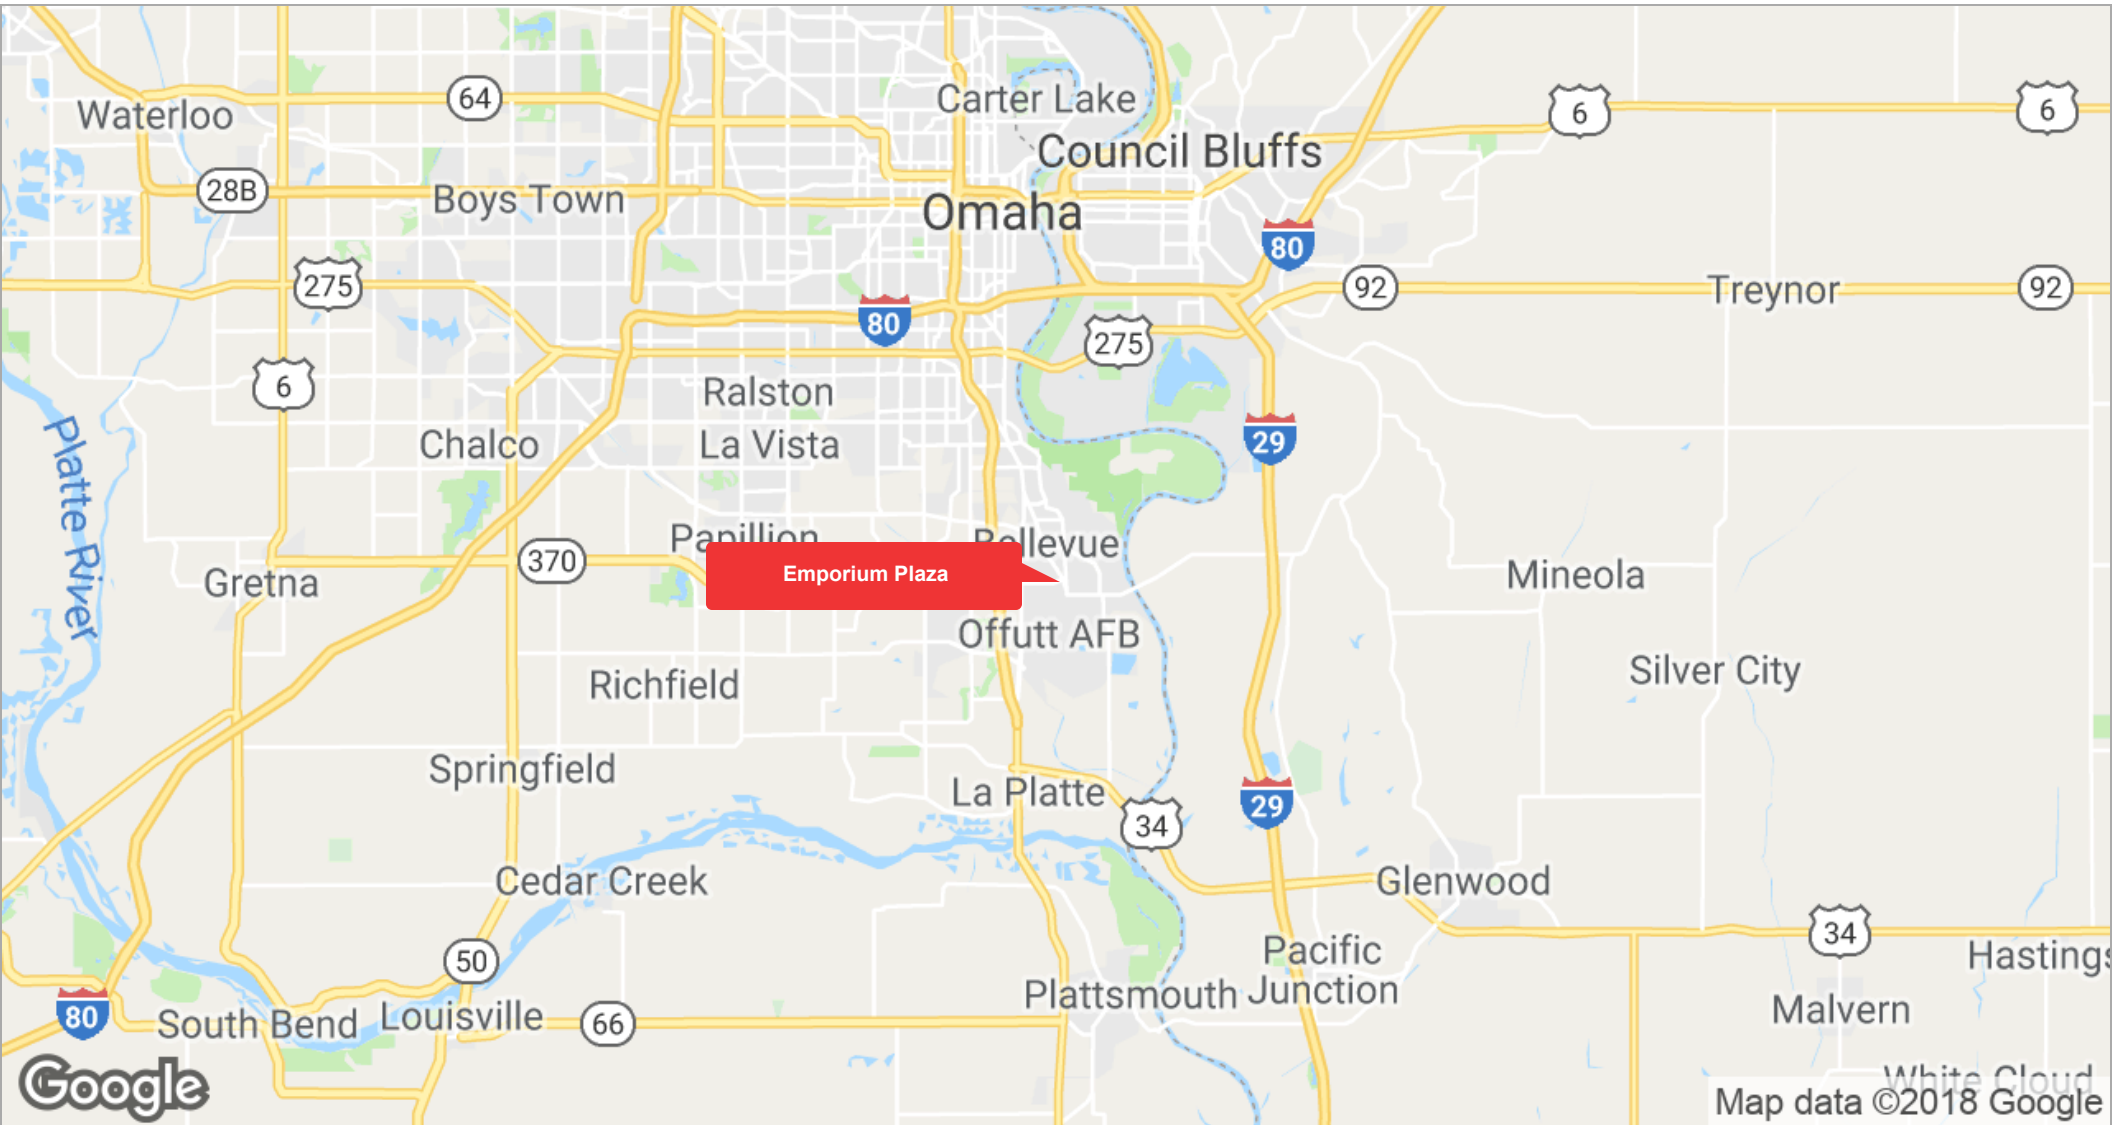 64
Carter Lake
6
6
Waterloo
Council Bluffs
28B
Boys Town
Omaha
80
275
92
Treynor
92
80
275
6
Ralston
Chalco
La Vista
29
Platte River
Papillion
Bellevue
370
Emporium Plaza
Gretna
Mineola
Offutt AFB
Richfield
Silver City
Springfield
La Platte
29
34
Cedar Creek
Glenwood
34
50
Pacific
Junction
Hastings
Plattsmouth
80
South Bend
Louisville
66
Malvern
Google
White Cloud
Map data ©2018 Google